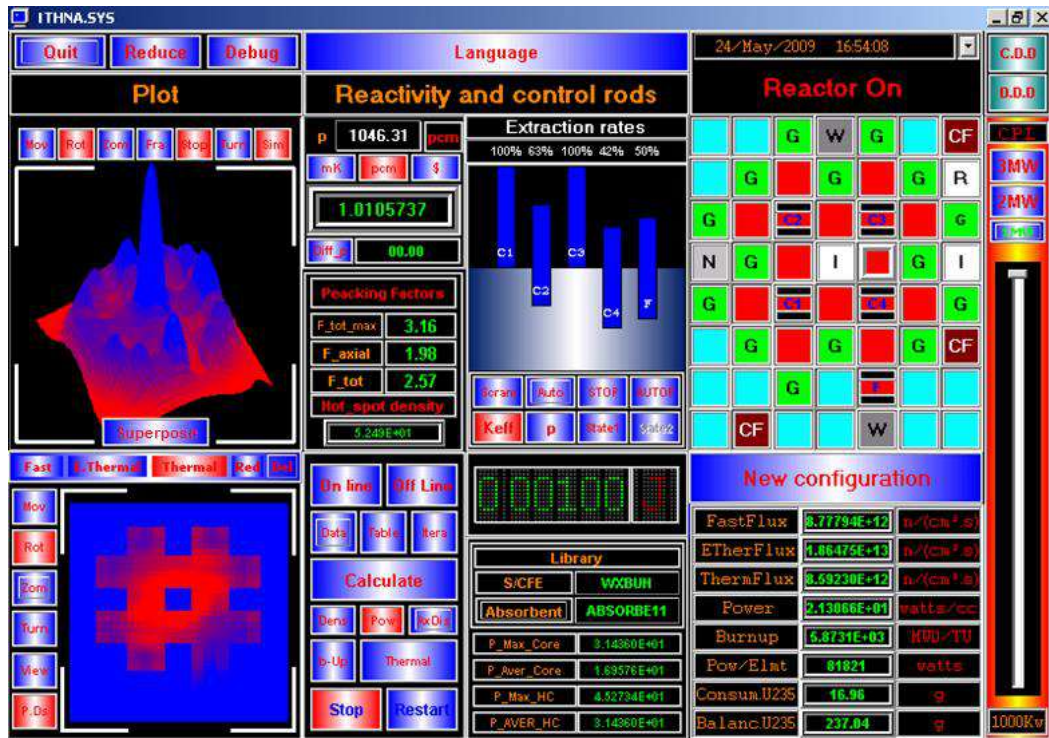 ITHNA.SYS
Quit Reduce Debug
Language
24/May/2009 16:54:08
C.D.D
D.D.D
Plot
Reactivity and control rods
Reactor On
CPI
3MW
2MW
Mov Rot Zom Fra Stop Turn Sim
ρ 1046.31 pcm
mK pcm $
1.0105737
Diff_ρ 00.00
Extraction rates
100% 63% 100% 42% 50%
C1 C2 C3 C4 F
G W G CF
G G G R
G C2 C3 G
N G I G I
G C1 C4 G
G G G CF
G F
CF W
Peacking Factors
F_tot_max 3.16
F_axial 1.98
F_tot 2.57
Hot_spot density
5.249E+01
Scram Auto STOP AUTOF
Keff ρ State1 State2
Superposit
Fast E.Thermal Thermal Red Del
Mov
Rot
Zom
Turn
View
P.Ds
On line Off Line
Data Table Itera
Calculate
Dens Pow AxDis
b-Up Thermal
Stop Restart
000100
Library
S/CFE WXBUH
Absorbent ABSORBE11
P_Max_Core 3.14360E+01
P_Aver_Core 1.69576E+01
P_Max_HC 4.52734E+01
P_AVER_HC 3.14360E+01
New configuration
FastFlux 8.77794E+12 n/(cm².s)
ETherFlux 1.86475E+13 n/(cm².s)
ThermFlux 8.59230E+12 n/(cm².s)
Power 2.13066E+01 watts/cc
Burnup 5.8731E+03 MWD/TU
Pow/Elmt 81821 watts
Consum.U235 16.96 g
Balanc.U235 237.04 g
1000Kw